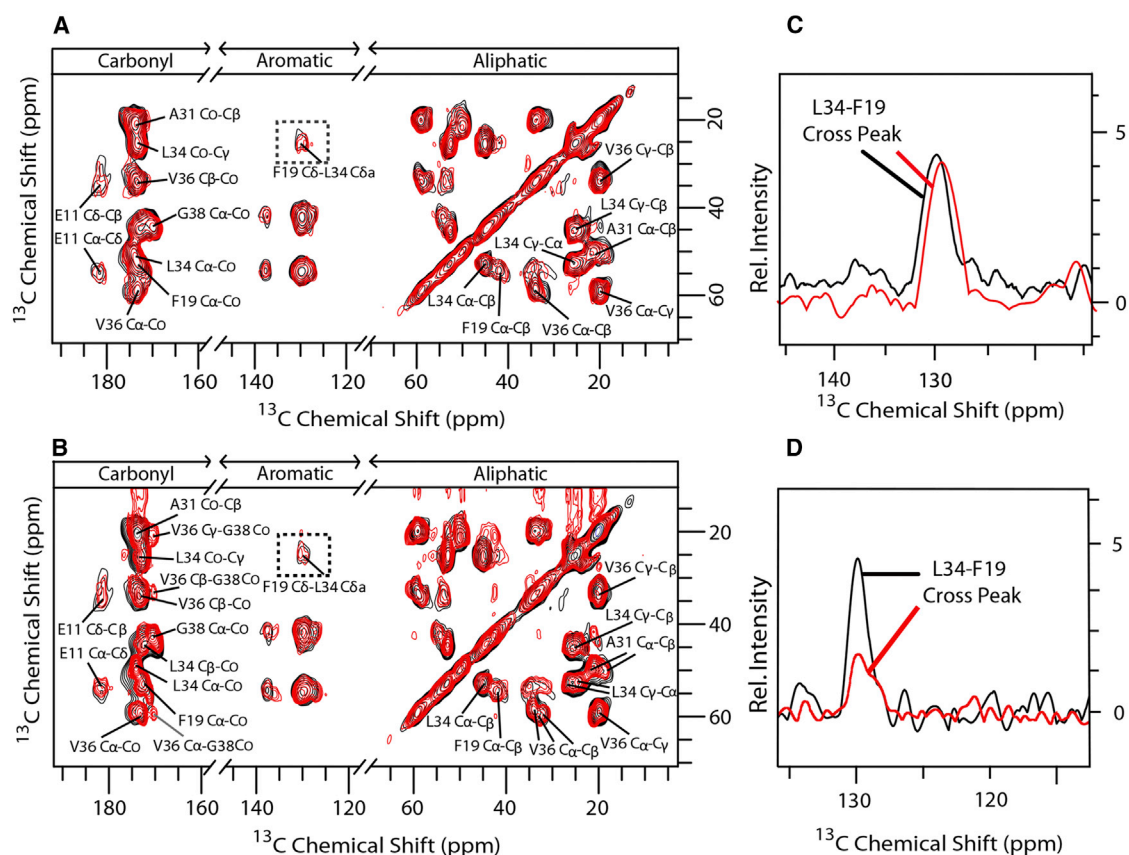 A
Carbonyl
Aromatic
Aliphatic
13C Chemical Shift (ppm)
20
40
60
A31 Co-Cβ
L34 Co-Cγ
V36 Cβ-Co
E11 Cδ-Cβ
G38 Cα-Co
E11 Cα-Cδ
L34 Cα-Co
F19 Cα-Co
V36 Cα-Co
F19 Cδ-L34 Cδa
V36 Cγ-Cβ
L34 Cγ-Cβ
L34 Cγ-Cα
A31 Cα-Cβ
L34 Cα-Cβ
F19 Cα-Cβ
V36 Cα-Cβ
V36 Cα-Cγ
180
160
140
120
60
40
20
13C Chemical Shift (ppm)
C
L34-F19
Cross Peak
Rel. Intensity
5
0
140
130
13C Chemical Shift (ppm)
B
Carbonyl
Aromatic
Aliphatic
13C Chemical Shift (ppm)
20
40
60
A31 Co-Cβ
V36 Cγ-G38Co
L34 Co-Cγ
V36 Cβ-G38Co
V36 Cβ-Co
E11 Cδ-Cβ
G38 Cα-Co
E11 Cα-Cδ
L34 Cβ-Co
L34 Cα-Co
F19 Cα-Co
V36 Cα-Co
V36 Cα-G38Co
F19 Cδ-L34 Cδa
V36 Cγ-Cβ
L34 Cγ-Cβ
A31 Cα-Cβ
L34 Cγ-Cα
L34 Cα-Cβ
F19 Cα-Cβ
V36 Cα-Cβ
V36 Cα-Cγ
180
160
140
120
60
40
20
13C Chemical Shift (ppm)
D
L34-F19
Cross Peak
Rel. Intensity
5
0
130
120
13C Chemical Shift (ppm)